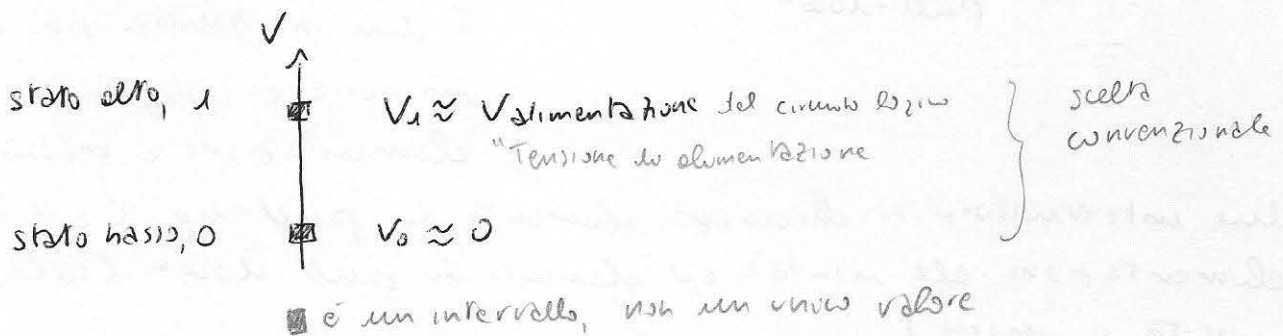 V
stato alto, 1
V₁ ≈ Valimentazione del circuito logico
"Tensione di alimentazione
scelta
convenzionale
stato basso, 0
V₀ ≈ 0
è un intervallo, non un unico valore